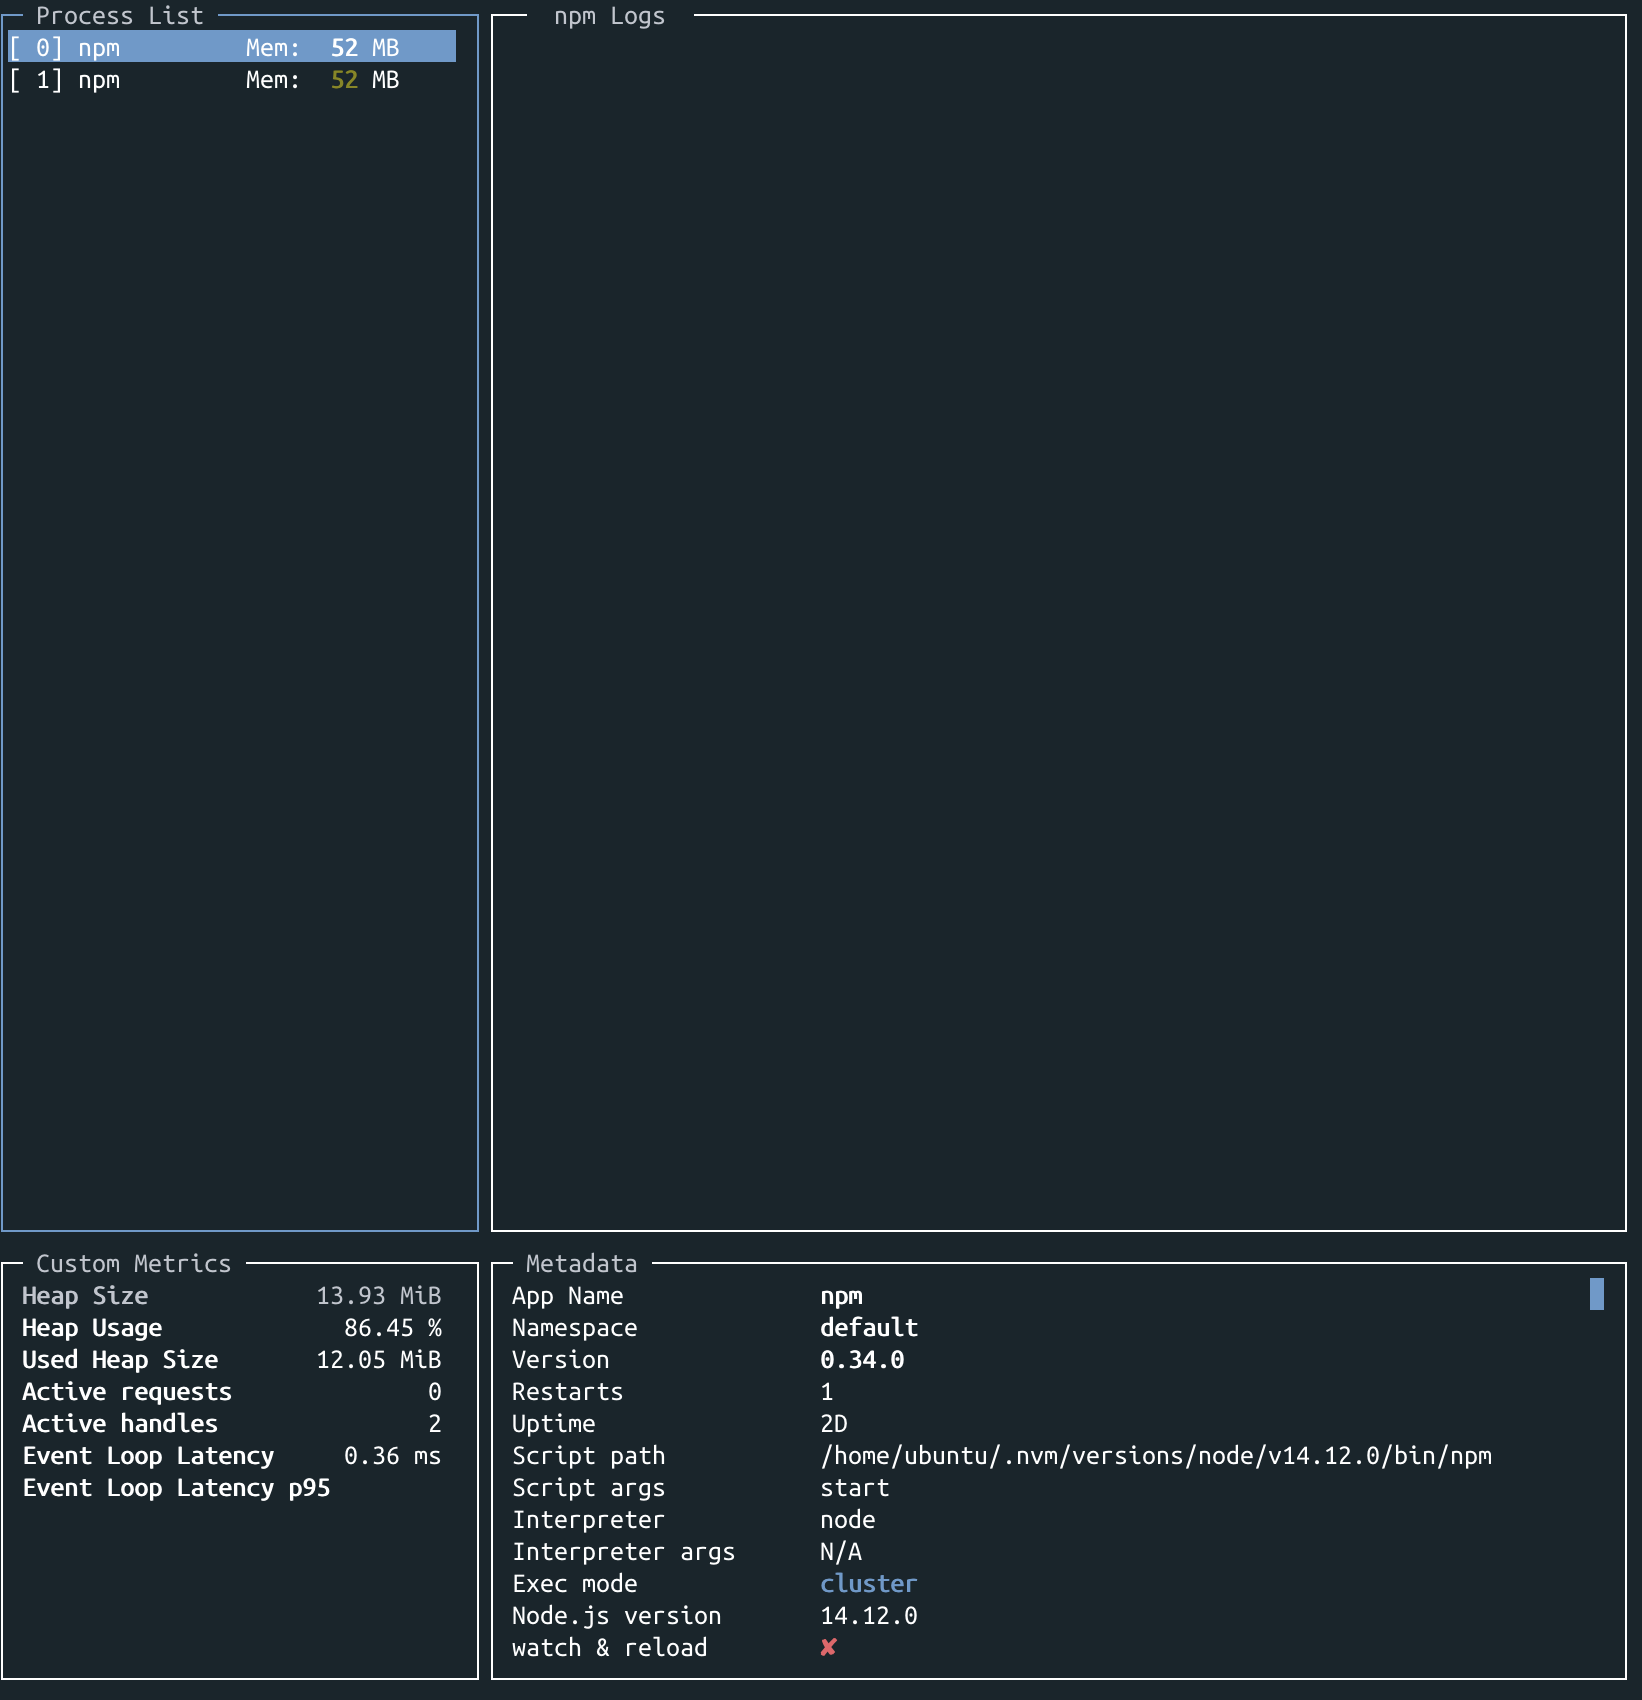 Process List
[ 0] npm Mem: 52 MB
[ 1] npm Mem: 52 MB
npm Logs
Custom Metrics
Heap Size 13.93 MiB
Heap Usage 86.45 %
Used Heap Size 12.05 MiB
Active requests 0
Active handles 2
Event Loop Latency 0.36 ms
Event Loop Latency p95
Metadata
App Name npm
Namespace default
Version 0.34.0
Restarts 1
Uptime 2D
Script path /home/ubuntu/.nvm/versions/node/v14.12.0/bin/npm
Script args start
Interpreter node
Interpreter args N/A
Exec mode cluster
Node.js version 14.12.0
watch & reload ✘